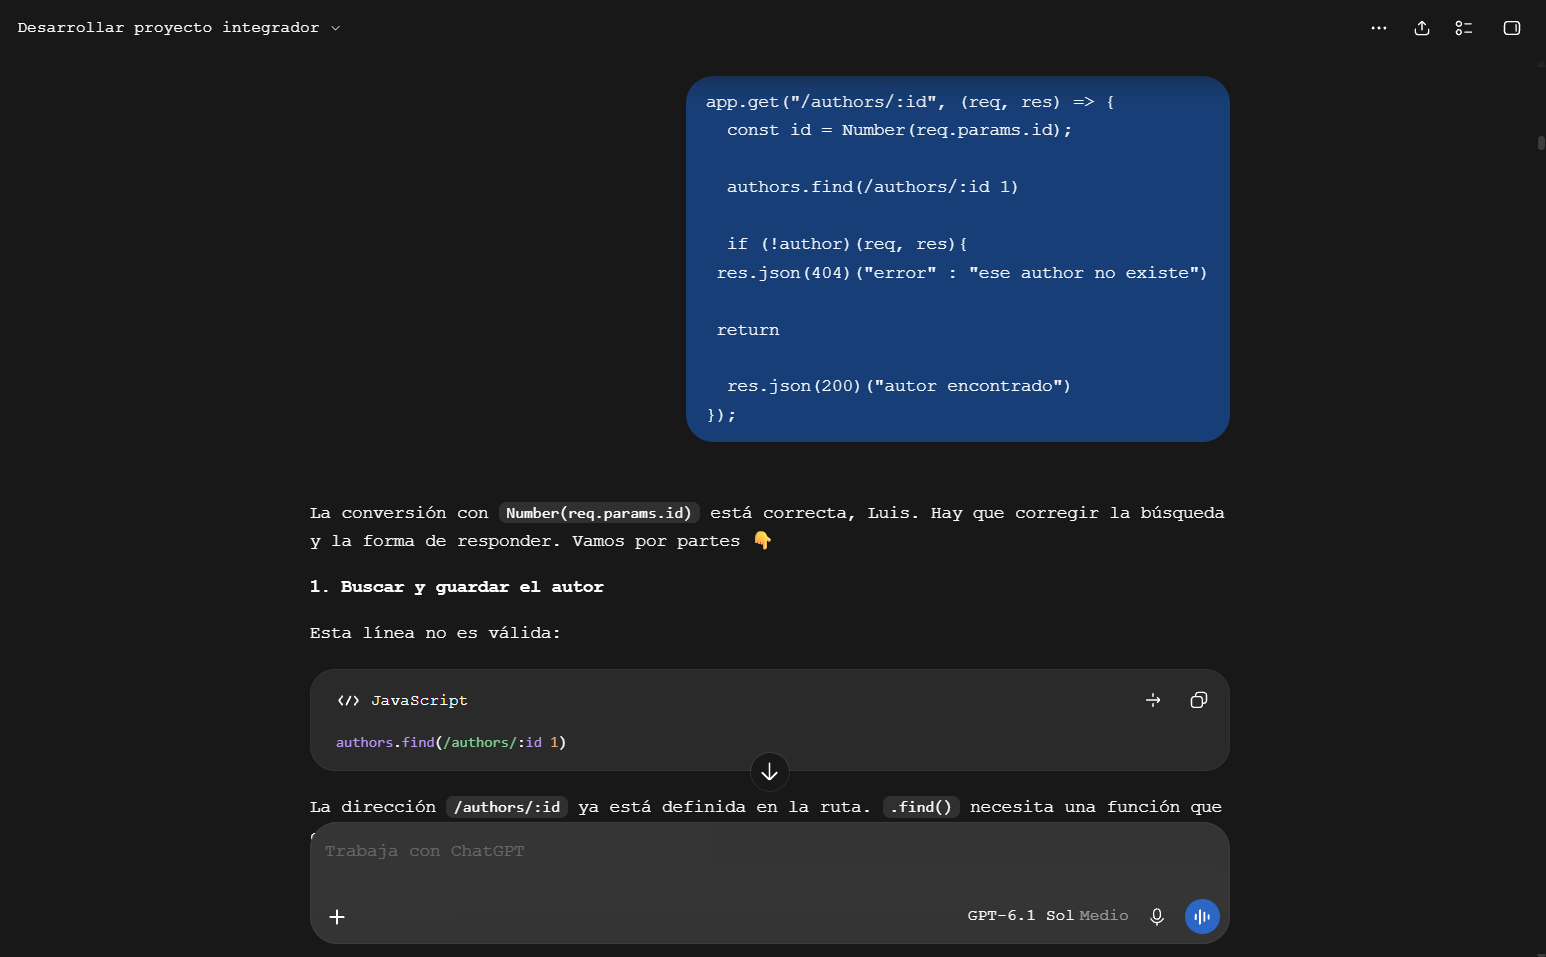 Desarrollar proyecto integrador
app.get("/authors/:id", (req, res) => {
  const id = Number(req.params.id);
  authors.find(/authors/:id 1)
  if (!author)(req, res){
 res.json(404)("error" : "ese author no existe")
 return
  res.json(200)("autor encontrado")
});
La conversión con Number(req.params.id) está correcta, Luis. Hay que corregir la búsqueda
y la forma de responder. Vamos por partes 👇
1. Buscar y guardar el autor
Esta línea no es válida:
JavaScript
authors.find(/authors/:id 1)
La dirección /authors/:id ya está definida en la ruta. .find() necesita una función que
Trabaja con ChatGPT
GPT-6.1 Sol Medio